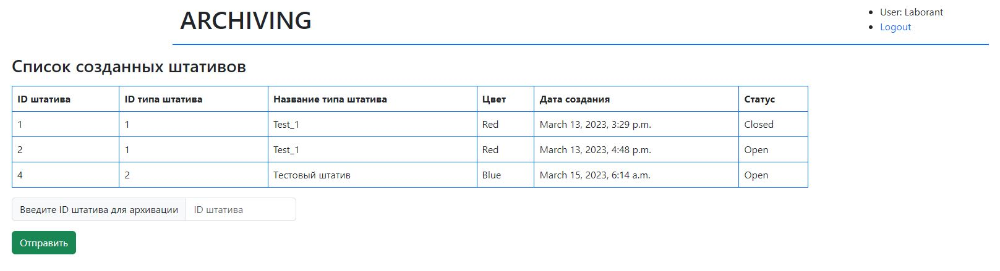 ARCHIVING
User: Laborant
Logout
Список созданных штативов
ID штатива ID типа штатива Название типа штатива Цвет Дата создания Статус
1 1 Test_1 Red March 13, 2023, 3:29 p.m. Closed
2 1 Test_1 Red March 13, 2023, 4:48 p.m. Open
4 2 Тестовый штатив Blue March 15, 2023, 6:14 a.m. Open
Введите ID штатива для архивации ID штатива
Отправить